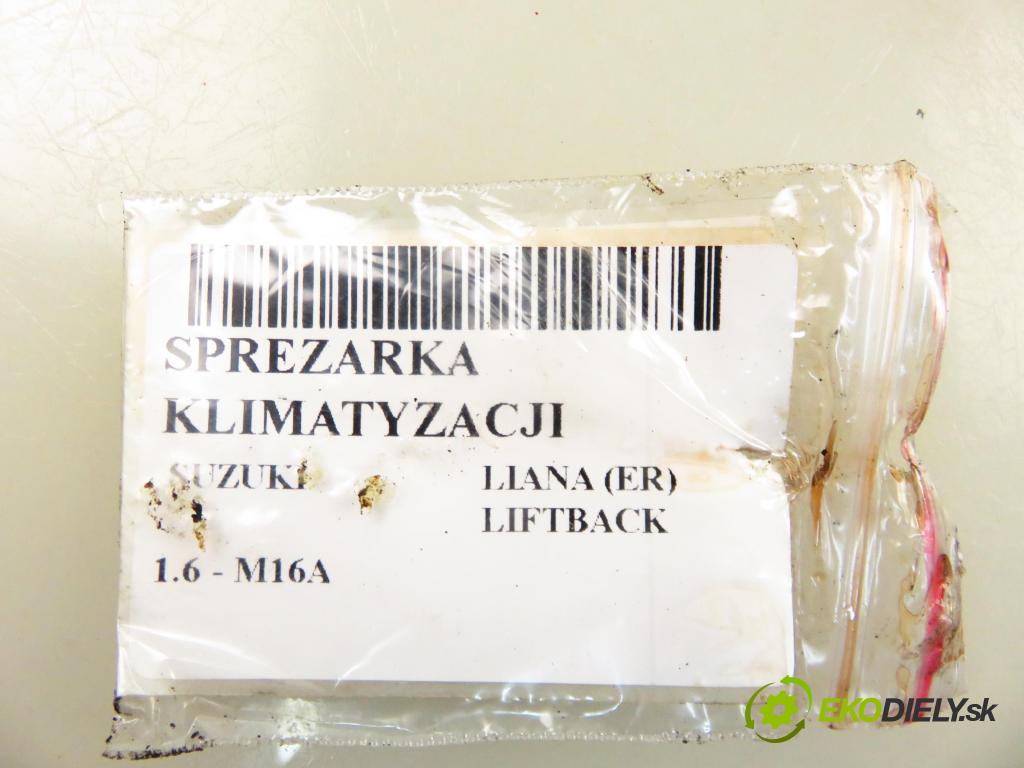 SPREZARKA
KLIMATYZACJI
SUZUKI
LIANA (ER)
LIFTBACK
1.6 - M16A
EKODIELY.sk